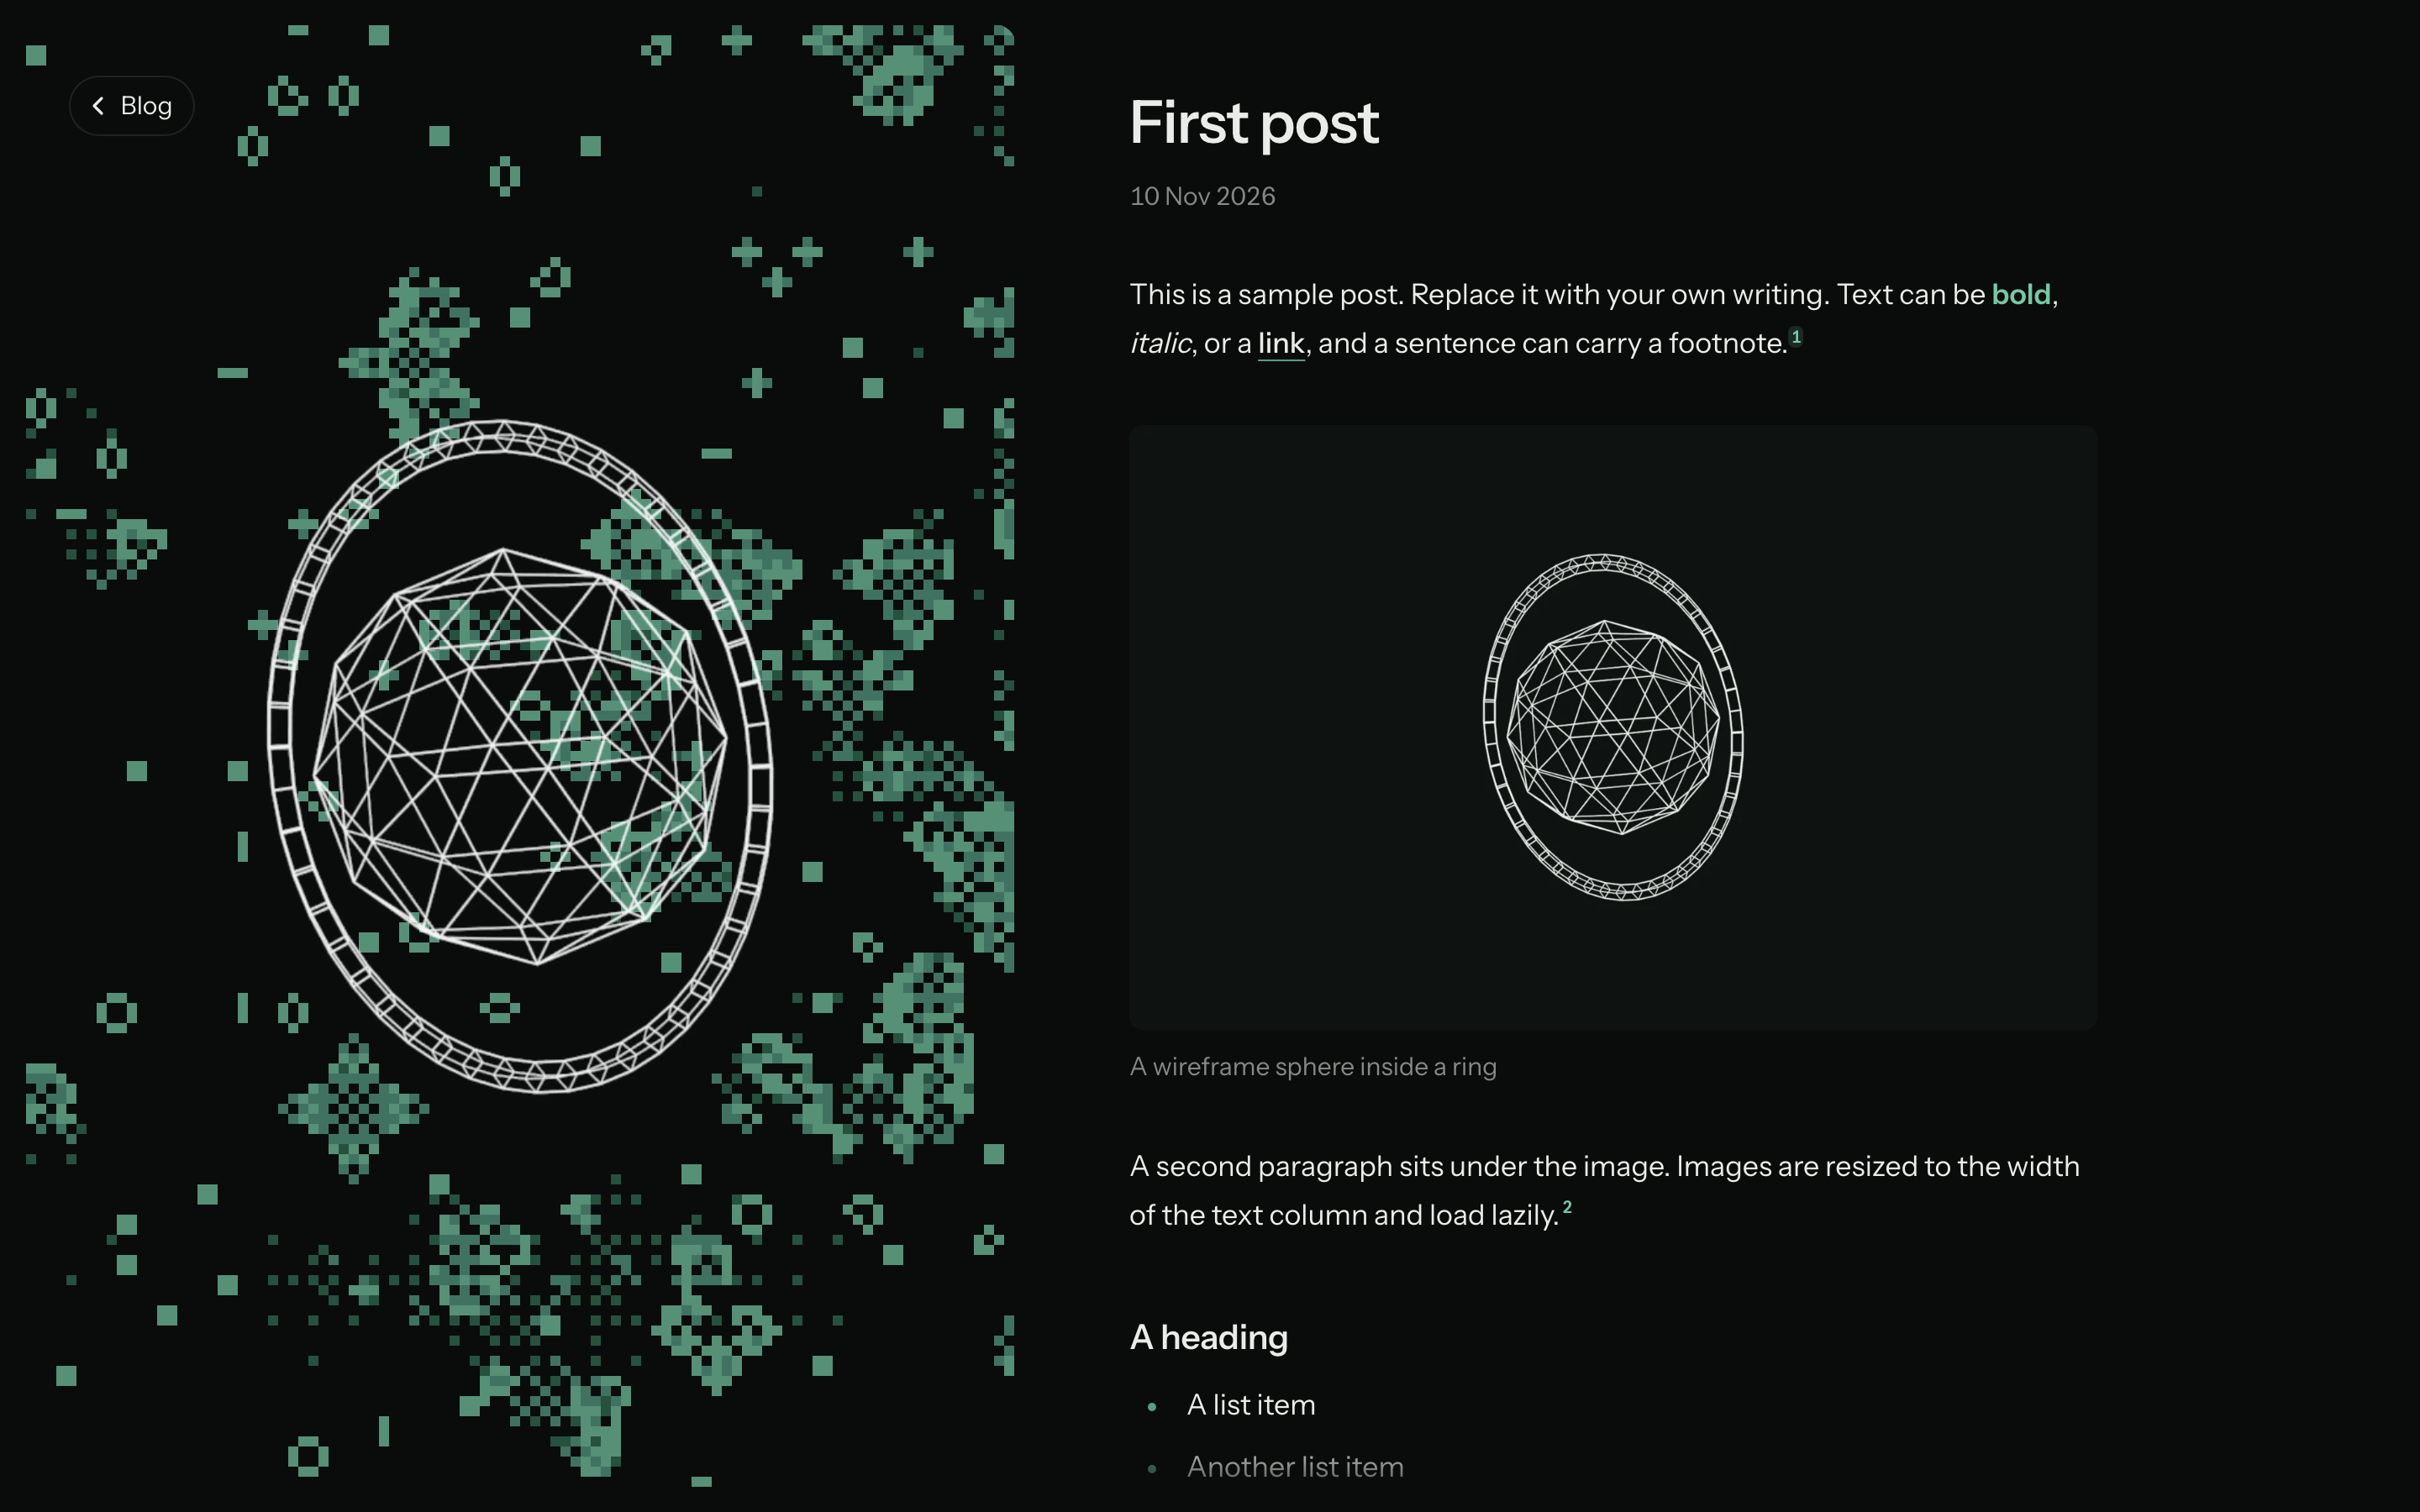 Blog
First post
10 Nov 2026
This is a sample post. Replace it with your own writing. Text can be bold,
italic, or a link, and a sentence can carry a footnote.1
A wireframe sphere inside a ring
A second paragraph sits under the image. Images are resized to the width
of the text column and load lazily. 2
A heading
• A list item
• Another list item